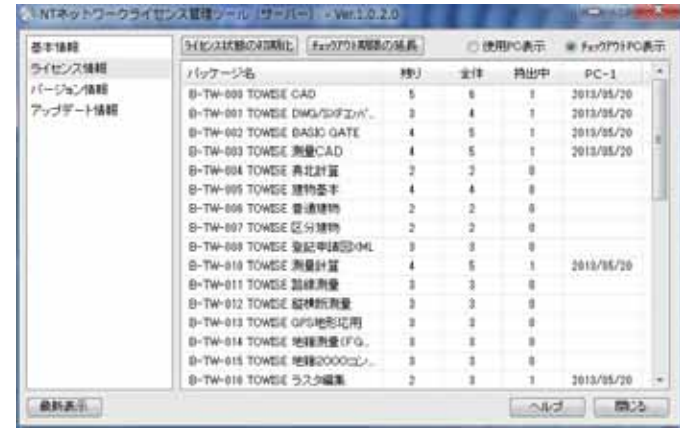 NTネットワークライセンス管理ツール (サーバー) - Ver.1.0.2.0
基本情報
ライセンス情報
バージョン情報
アップデート情報
ライセンス状態の初期化 チェックアウト期限の延長 使用PC表示 チェックアウトPC表示
パッケージ名 残り 全体 持出中 PC-1
B-TW-000 TOWISE CAD 5 6 1 2013/05/20
B-TW-001 TOWISE DWG/SXFコンバ.. 3 4 1 2013/05/20
B-TW-002 TOWISE BASIC GATE 4 5 1 2013/05/20
B-TW-003 TOWISE 測量CAD 4 5 1 2013/05/20
B-TW-004 TOWISE 真北計算 2 2 0
B-TW-005 TOWISE 建物基本 4 4 0
B-TW-006 TOWISE 普通建物 2 2 0
B-TW-007 TOWISE 区分建物 2 2 0
B-TW-008 TOWISE 登記申請図XML 3 3 0
B-TW-010 TOWISE 測量計算 4 5 1 2013/05/20
B-TW-011 TOWISE 路線測量 3 3 0
B-TW-012 TOWISE 縦横断測量 3 3 0
B-TW-013 TOWISE GPS地形応用 3 3 0
B-TW-014 TOWISE 地籍測量(FG.. 3 3 0
B-TW-015 TOWISE 地籍2000コン.. 3 3 0
B-TW-016 TOWISE ラスタ編集 2 3 1 2013/05/20
最新表示 ヘルプ 閉じる